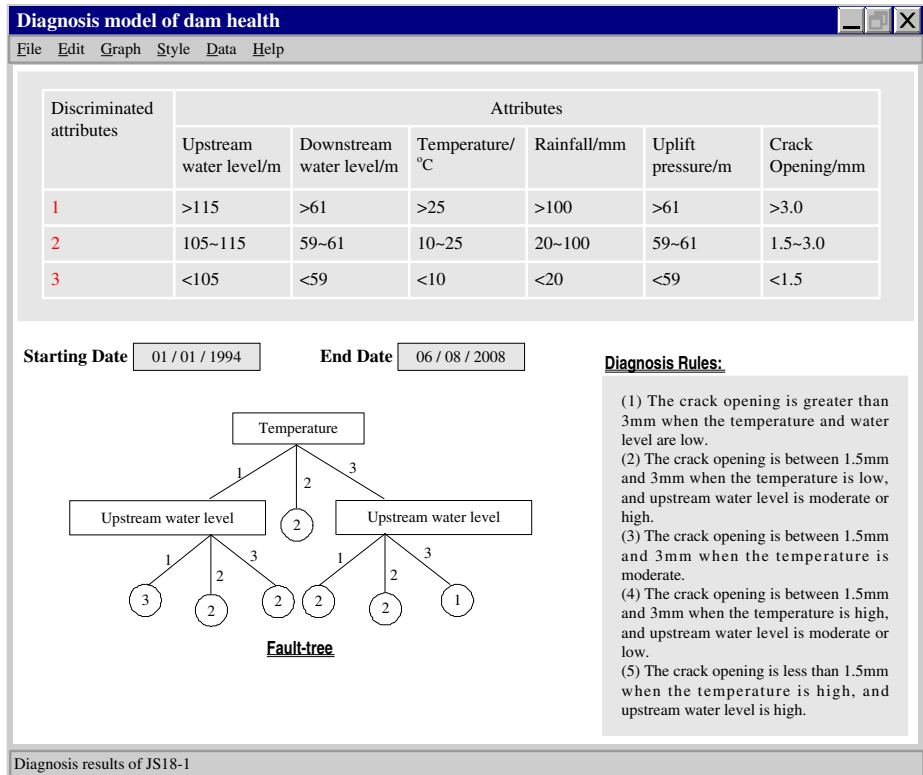 Diagnosis model of dam health
File Edit Graph Style Data Help
Discriminated attributes
Attributes
Upstream water level/m
Downstream water level/m
Temperature/°C
Rainfall/mm
Uplift pressure/m
Crack Opening/mm
1 >115 >61 >25 >100 >61 >3.0
2 105~115 59~61 10~25 20~100 59~61 1.5~3.0
3 <105 <59 <10 <20 <59 <1.5
Starting Date 01 / 01 / 1994 End Date 06 / 08 / 2008
Temperature
1 2 3
Upstream water level 2 Upstream water level
1 2 3 1 2 3
3 2 2 2 2 1
Fault-tree
Diagnosis Rules:
(1) The crack opening is greater than
3mm when the temperature and water
level are low.
(2) The crack opening is between 1.5mm
and 3mm when the temperature is low,
and upstream water level is moderate or
high.
(3) The crack opening is between 1.5mm
and 3mm when the temperature is
moderate.
(4) The crack opening is between 1.5mm
and 3mm when the temperature is high,
and upstream water level is moderate or
low.
(5) The crack opening is less than 1.5mm
when the temperature is high, and
upstream water level is high.
Diagnosis results of JS18-1